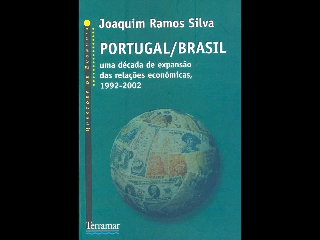 Joaquim Ramos Silva
PORTUGAL/BRASIL
uma década de expansão
das relações económicas,
1992-2002
Terramar